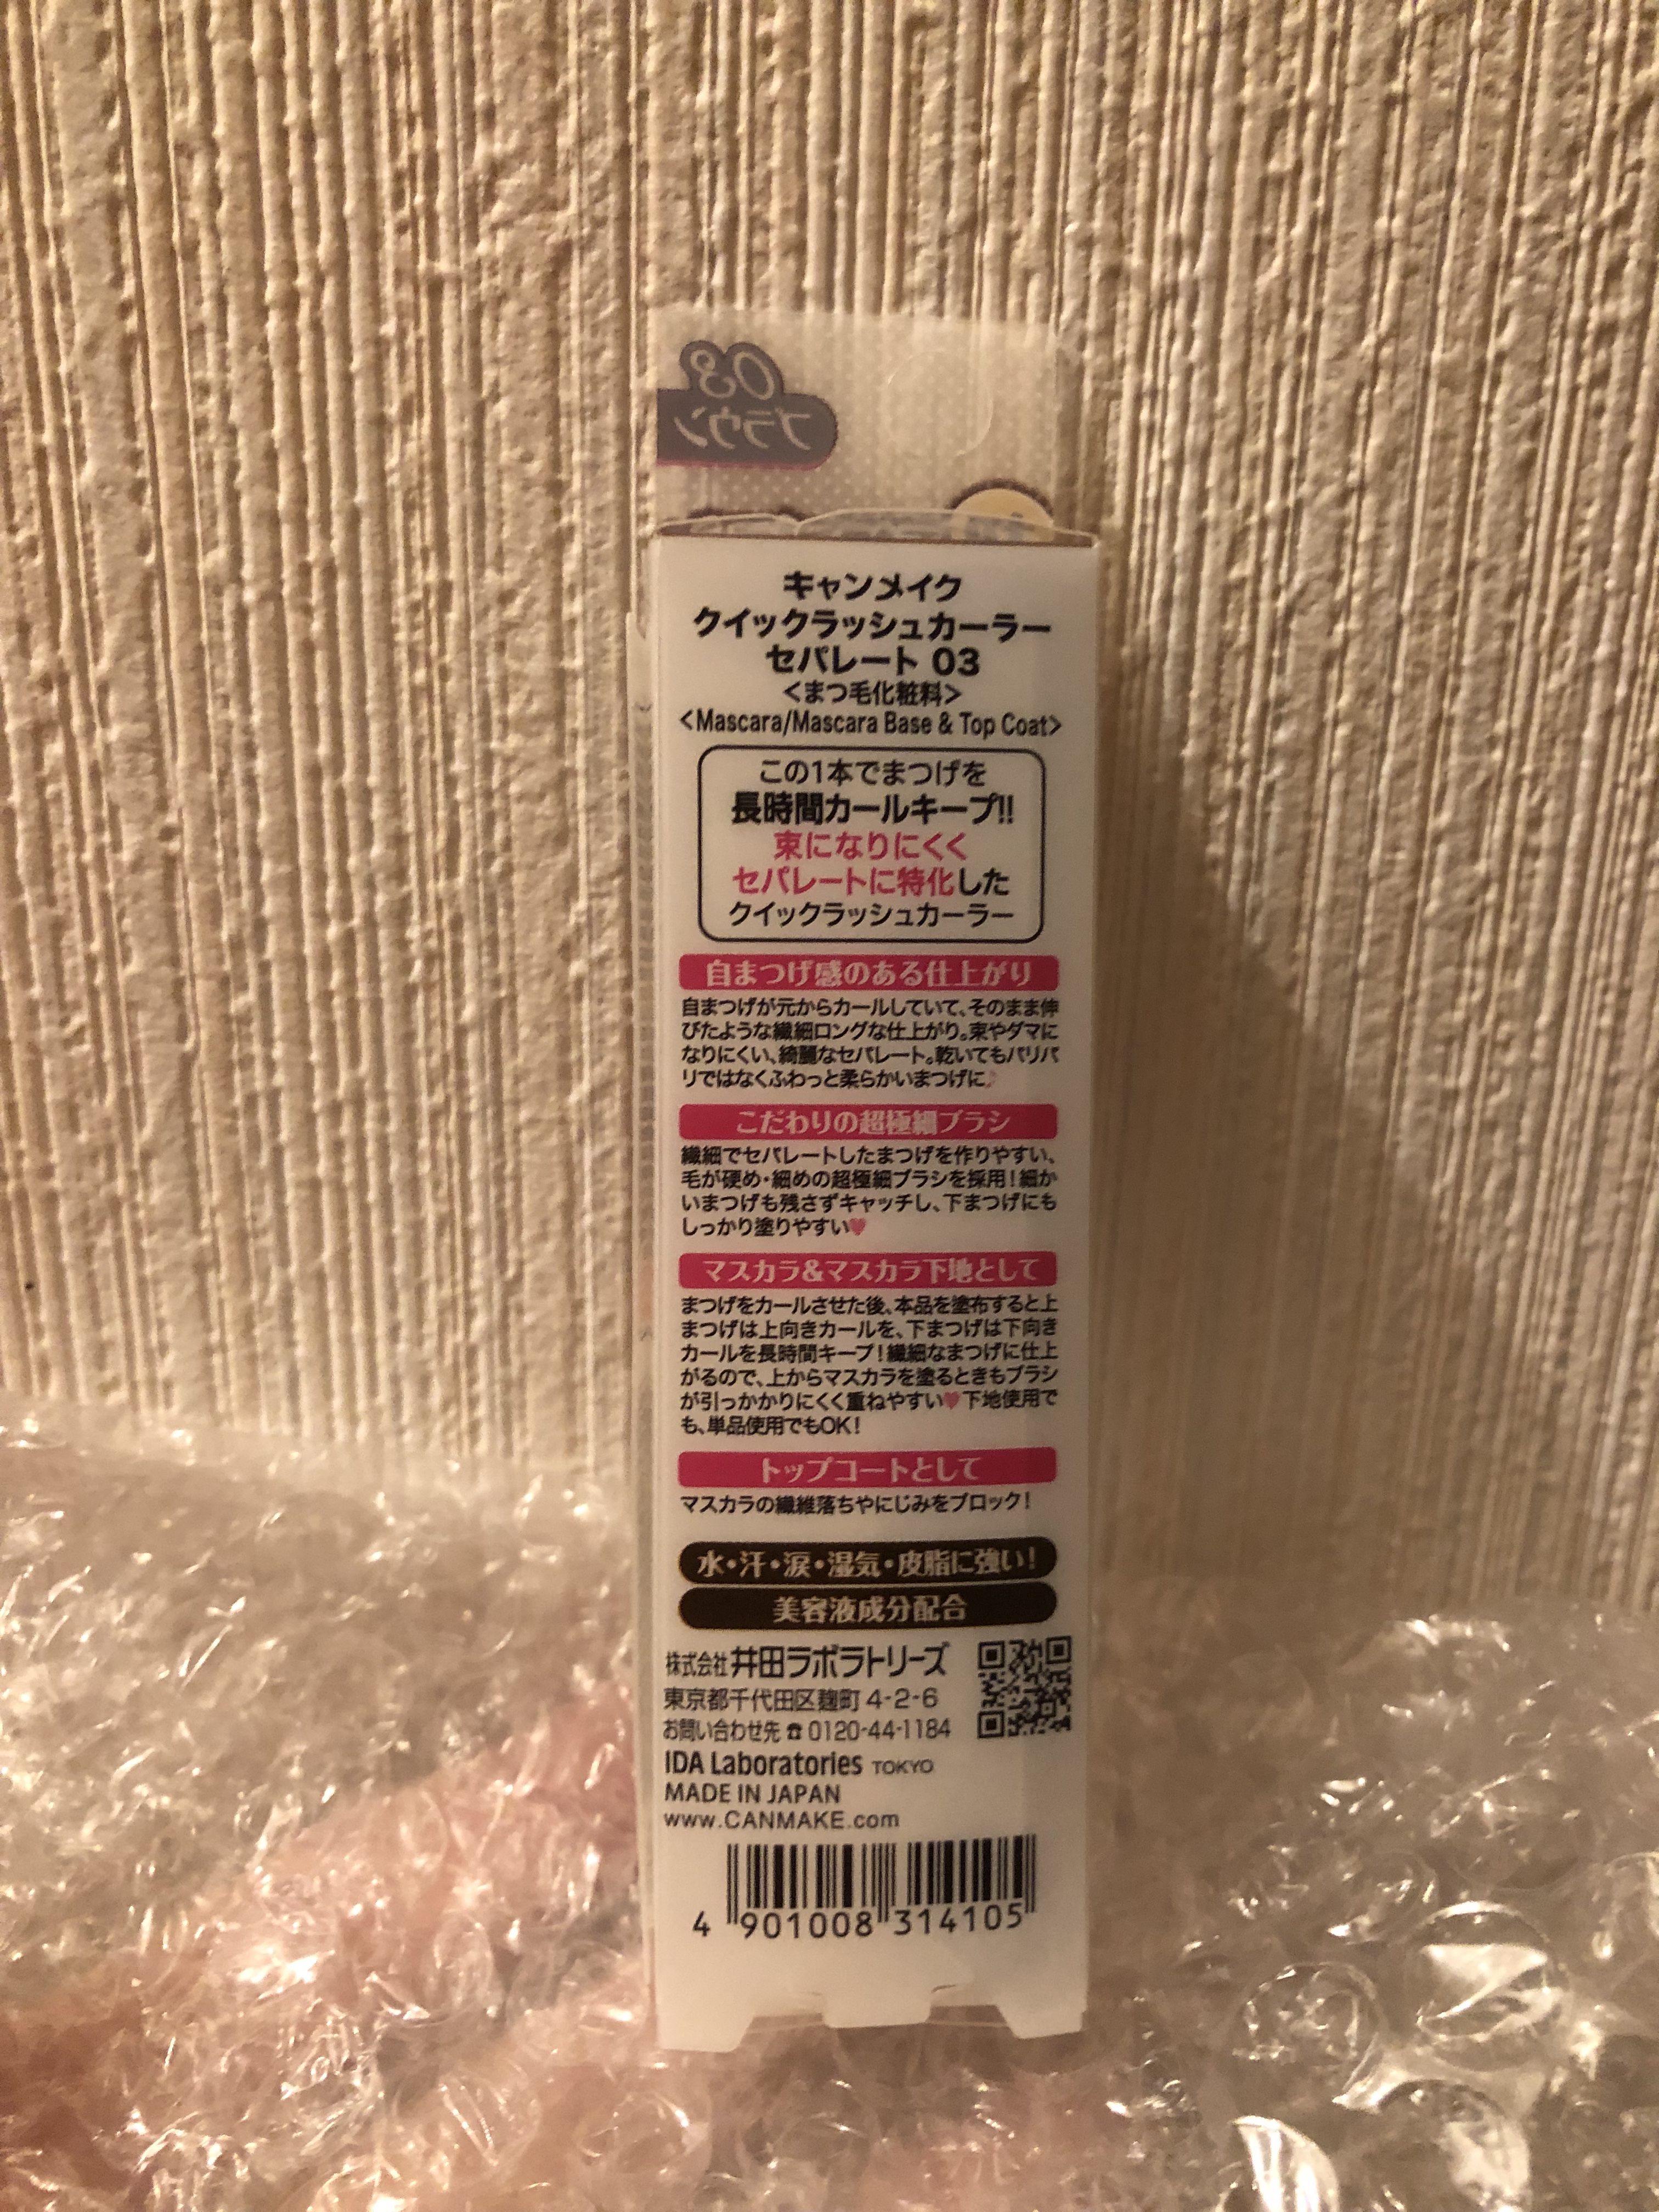 03
ブラウン
キャンメイク
クイックラッシュカーラー
セパレート 03
<まつ毛化粧料>
<Mascara/Mascara Base & Top Coat>
この1本でまつげを
長時間カールキープ!!
束になりにくく
セパレートに特化した
クイックラッシュカーラー
自まつげ感のある仕上がり
自まつげが元からカールしていて、そのまま伸
びたような繊細ロングな仕上がり。束やダマに
なりにくい、綺麗なセパレート。乾いてもパリパ
リではなくふわっと柔らかいまつげに♪
こだわりの超極細ブラシ
繊細でセパレートしたまつげを作りやすい、
毛が硬め・細めの超極細ブラシを採用!細か
いまつげも残さずキャッチし、下まつげにも
しっかり塗りやすい♥
マスカラ&マスカラ下地として
まつげをカールさせた後、本品を塗布すると上
まつげは上向きカールを、下まつげは下向き
カールを長時間キープ!繊細なまつげに仕上
がるので、上からマスカラを塗るときもブラシ
が引っかかりにくく重ねやすい♥下地使用で
も、単品使用でもOK!
トップコートとして
マスカラの繊維落ちやにじみをブロック!
水・汗・涙・湿気・皮脂に強い!
美容液成分配合
株式会社 井田ラボラトリーズ
東京都千代田区麹町 4-2-6
お問い合わせ先 ☎ 0120-44-1184
IDA Laboratories TOKYO
MADE IN JAPAN
www.CANMAKE.com
4 901008 314105